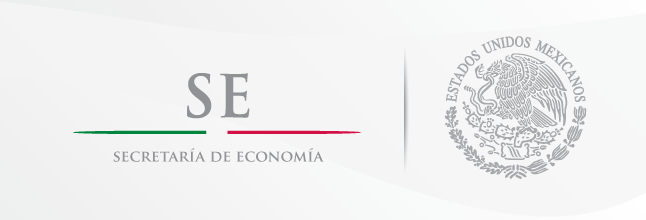 SE
SECRETARÍA DE ECONOMÍA
ESTADOS UNIDOS MEXICANOS